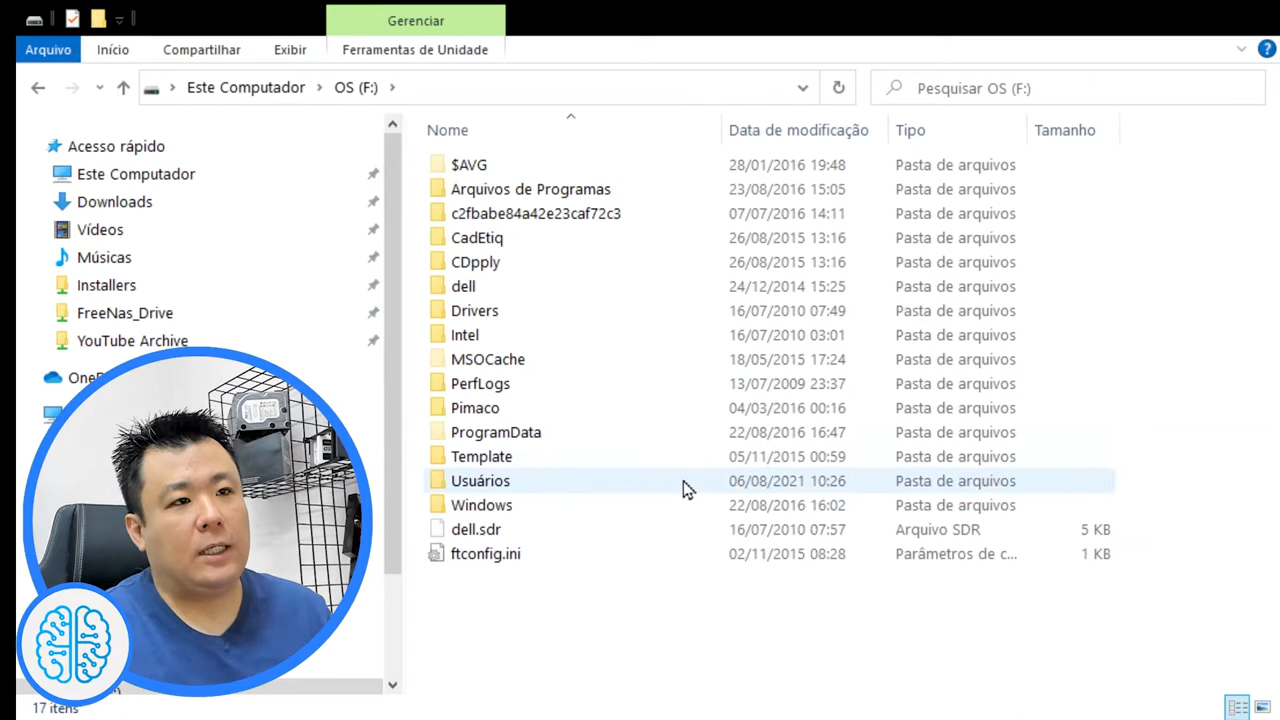 Gerenciar
Arquivo Início Compartilhar Exibir Ferramentas de Unidade
Este Computador OS (F:) Pesquisar OS (F:)
Nome Data de modificação Tipo Tamanho
Acesso rápido
Este Computador
Downloads
Vídeos
Músicas
Installers
FreeNas_Drive
YouTube Archive
$AVG 28/01/2016 19:48 Pasta de arquivos
Arquivos de Programas 23/08/2016 15:05 Pasta de arquivos
c2fbabe84a42e23caf72c3 07/07/2016 14:11 Pasta de arquivos
CadEtiq 26/08/2015 13:16 Pasta de arquivos
CDpply 26/08/2015 13:16 Pasta de arquivos
dell 24/12/2014 15:25 Pasta de arquivos
Drivers 16/07/2010 07:49 Pasta de arquivos
Intel 16/07/2010 03:01 Pasta de arquivos
MSOCache 18/05/2015 17:24 Pasta de arquivos
PerfLogs 13/07/2009 23:37 Pasta de arquivos
Pimaco 04/03/2016 00:16 Pasta de arquivos
ProgramData 22/08/2016 16:47 Pasta de arquivos
Template 05/11/2015 00:59 Pasta de arquivos
Usuários 06/08/2021 10:26 Pasta de arquivos
Windows 22/08/2016 16:02 Pasta de arquivos
dell.sdr 16/07/2010 07:57 Arquivo SDR 5 KB
ftconfig.ini 02/11/2015 08:28 Parâmetros de c... 1 KB
17 itens